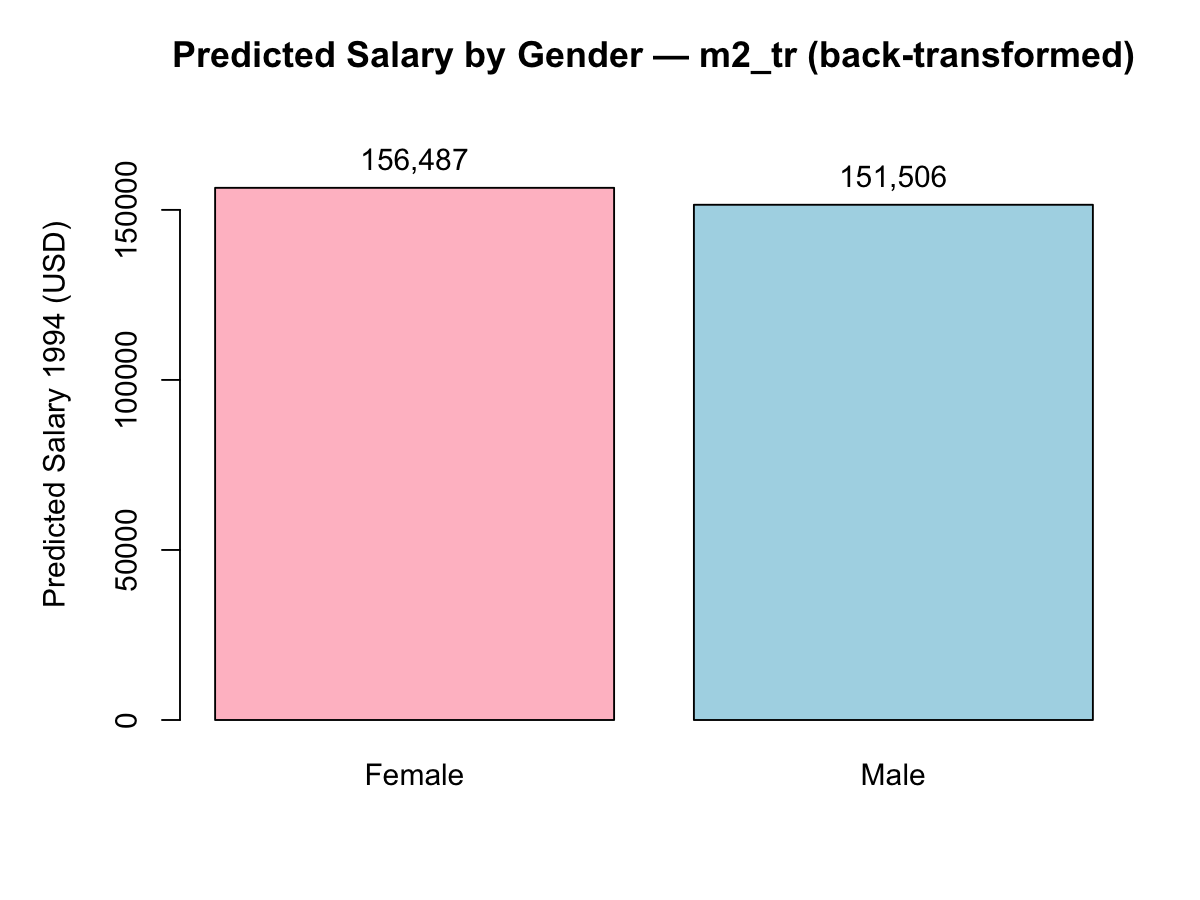 Predicted Salary by Gender — m2_tr (back-transformed)
Predicted Salary 1994 (USD)
150000
100000
50000
0
156,487
151,506
Female
Male